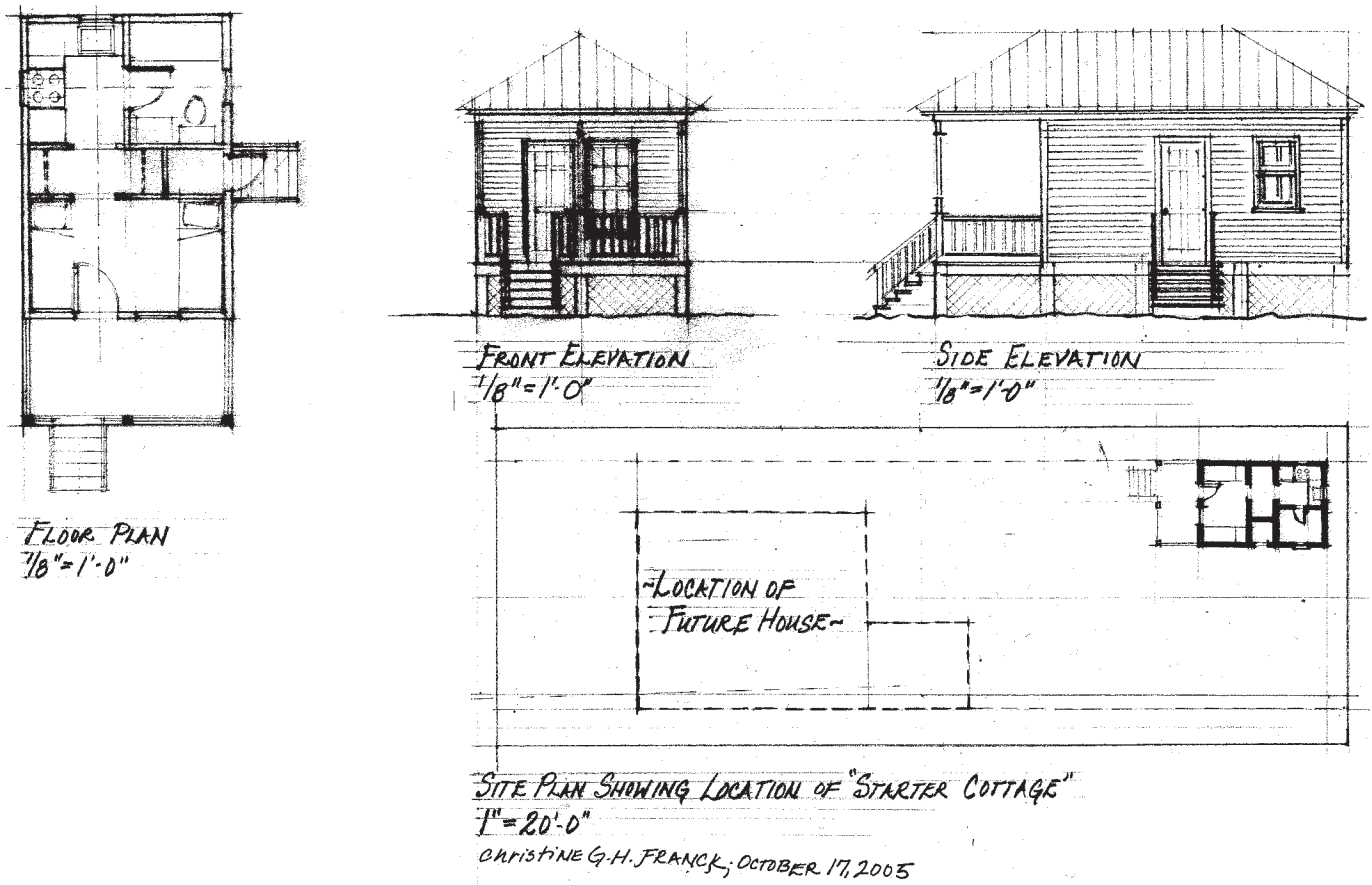 FLOOR PLAN
1/8" = 1'-0"
FRONT ELEVATION
1/8" = 1'-0"
SIDE ELEVATION
1/8" = 1'-0"
~LOCATION OF
FUTURE HOUSE~
SITE PLAN SHOWING LOCATION OF "STARTER COTTAGE"
1" = 20'-0"
CHRISTINE G.H. FRANCK; OCTOBER 17, 2005